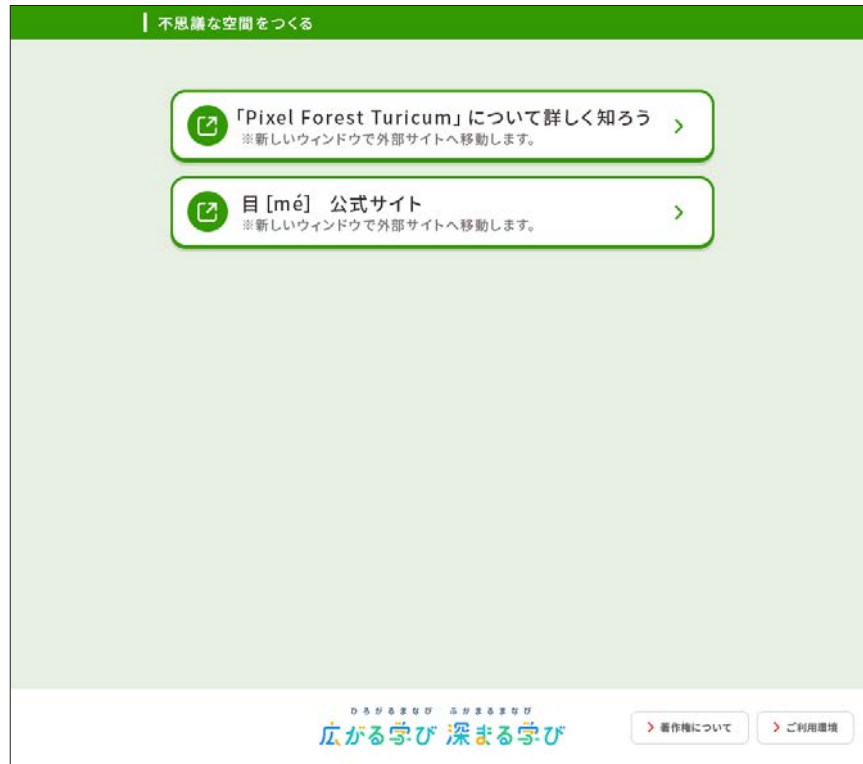 不思議な空間をつくる
「Pixel Forest Turicum」について詳しく知ろう
※新しいウィンドウで外部サイトへ移動します。
目 [mé]　公式サイト
※新しいウィンドウで外部サイトへ移動します。
ひろがるまなび ふかまるまなび
広がる学び 深まる学び
著作権について
ご利用環境